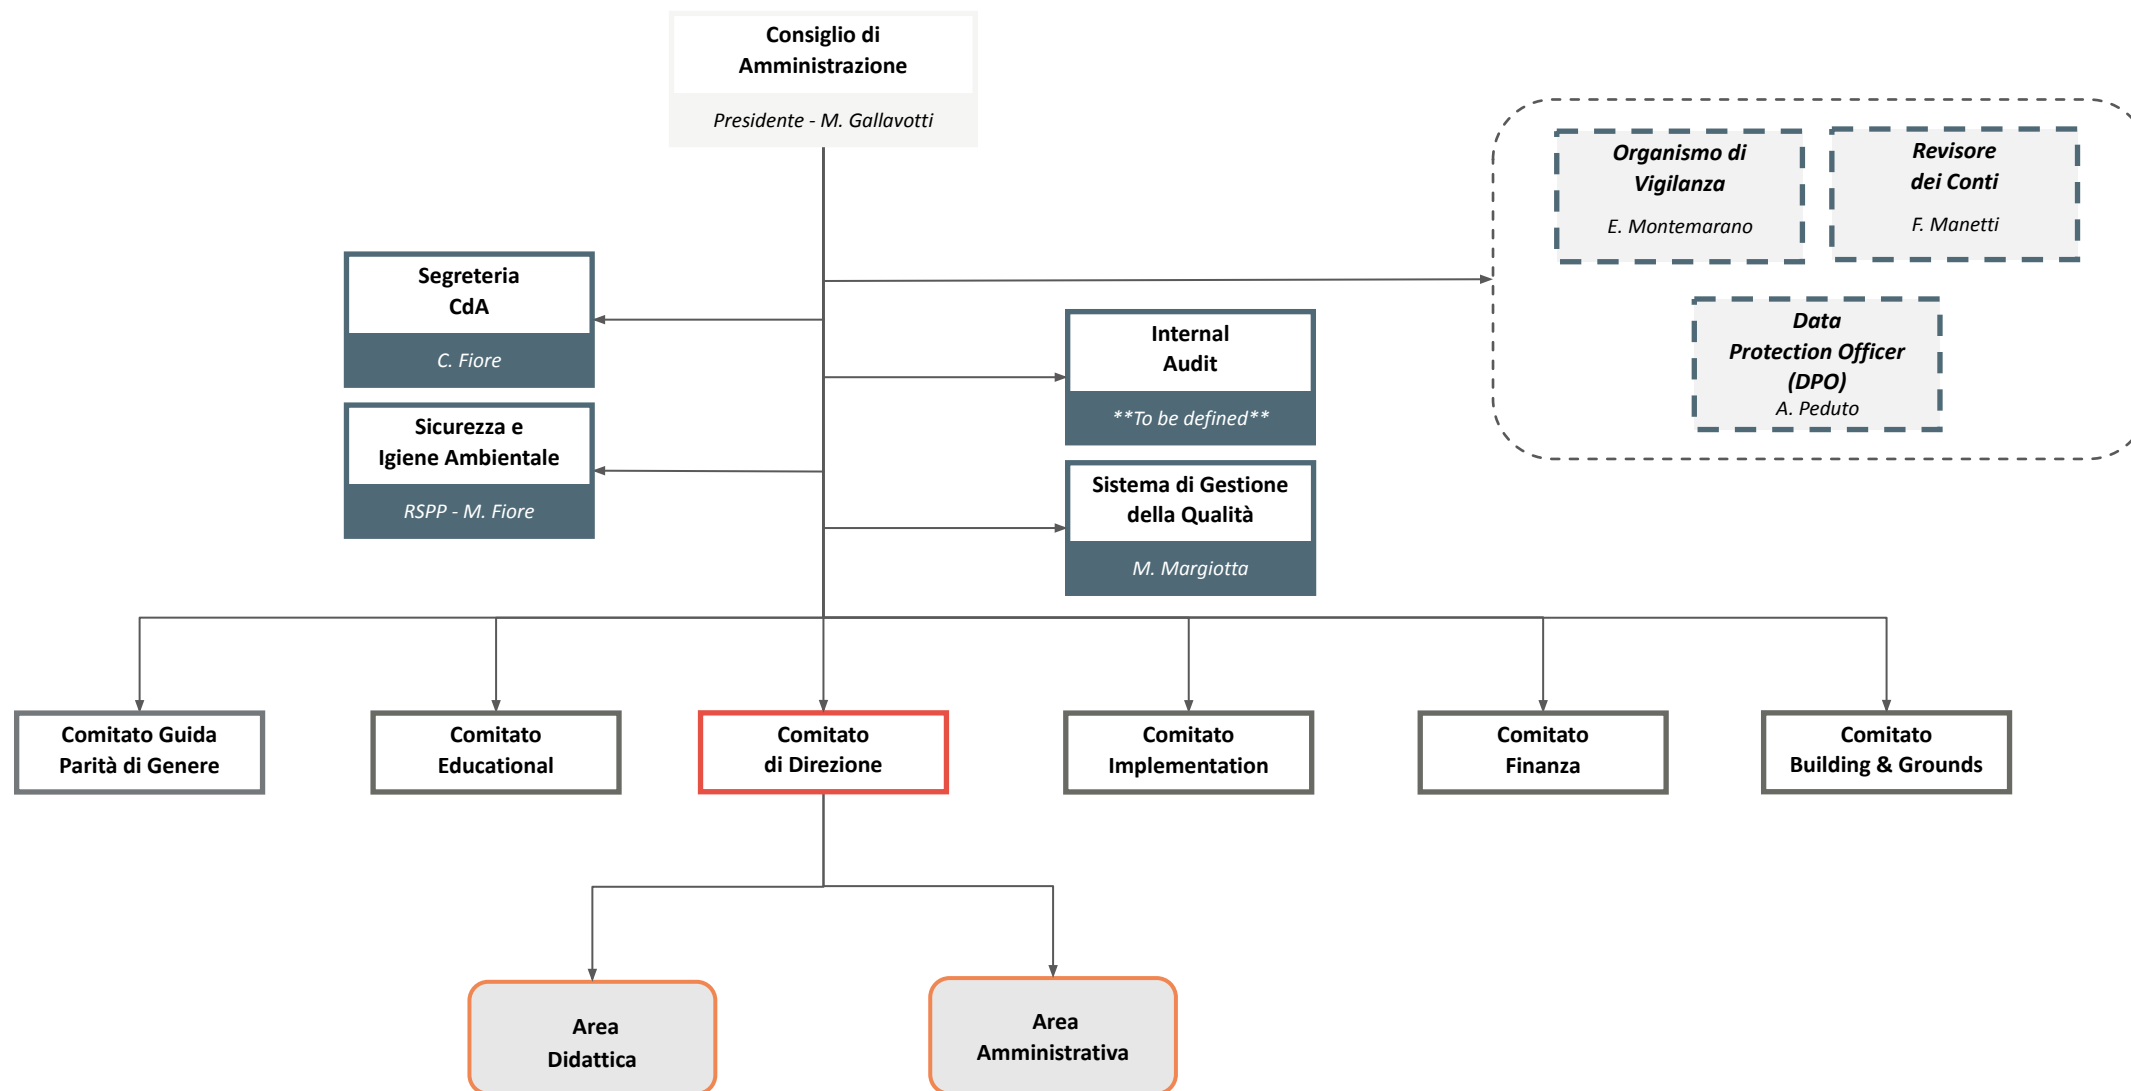 Consiglio di
Amministrazione
Presidente - M. Gallavotti
Organismo di
Vigilanza
E. Montemarano
Revisore
dei Conti
F. Manetti
Data
Protection Officer
(DPO)
A. Peduto
Segreteria
CdA
C. Fiore
Internal
Audit
**To be defined**
Sicurezza e
Igiene Ambientale
RSPP - M. Fiore
Sistema di Gestione
della Qualità
M. Margiotta
Comitato Guida
Parità di Genere
Comitato
Educational
Comitato
di Direzione
Comitato
Implementation
Comitato
Finanza
Comitato
Building & Grounds
Area
Didattica
Area
Amministrativa